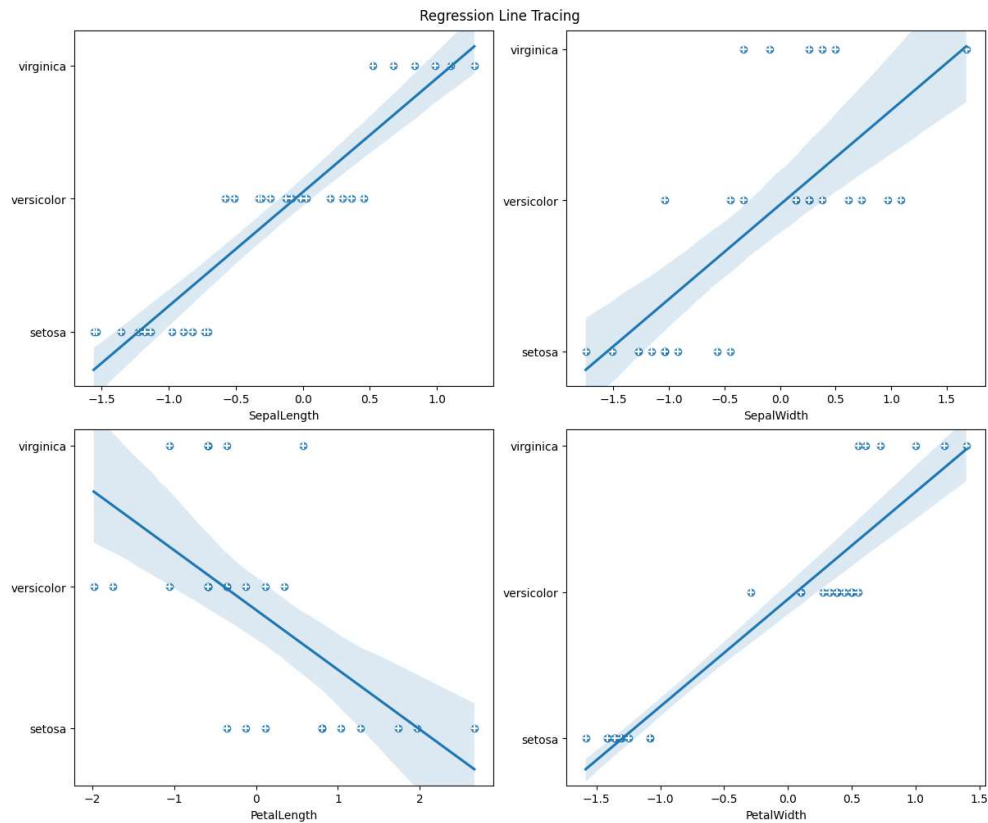 Regression Line Tracing
virginica
versicolor
setosa
−1.5 −1.0 −0.5 0.0 0.5 1.0
SepalLength
virginica
versicolor
setosa
−1.5 −1.0 −0.5 0.0 0.5 1.0 1.5
SepalWidth
virginica
versicolor
setosa
−2 −1 0 1 2
PetalLength
virginica
versicolor
setosa
−1.5 −1.0 −0.5 0.0 0.5 1.0 1.5
PetalWidth